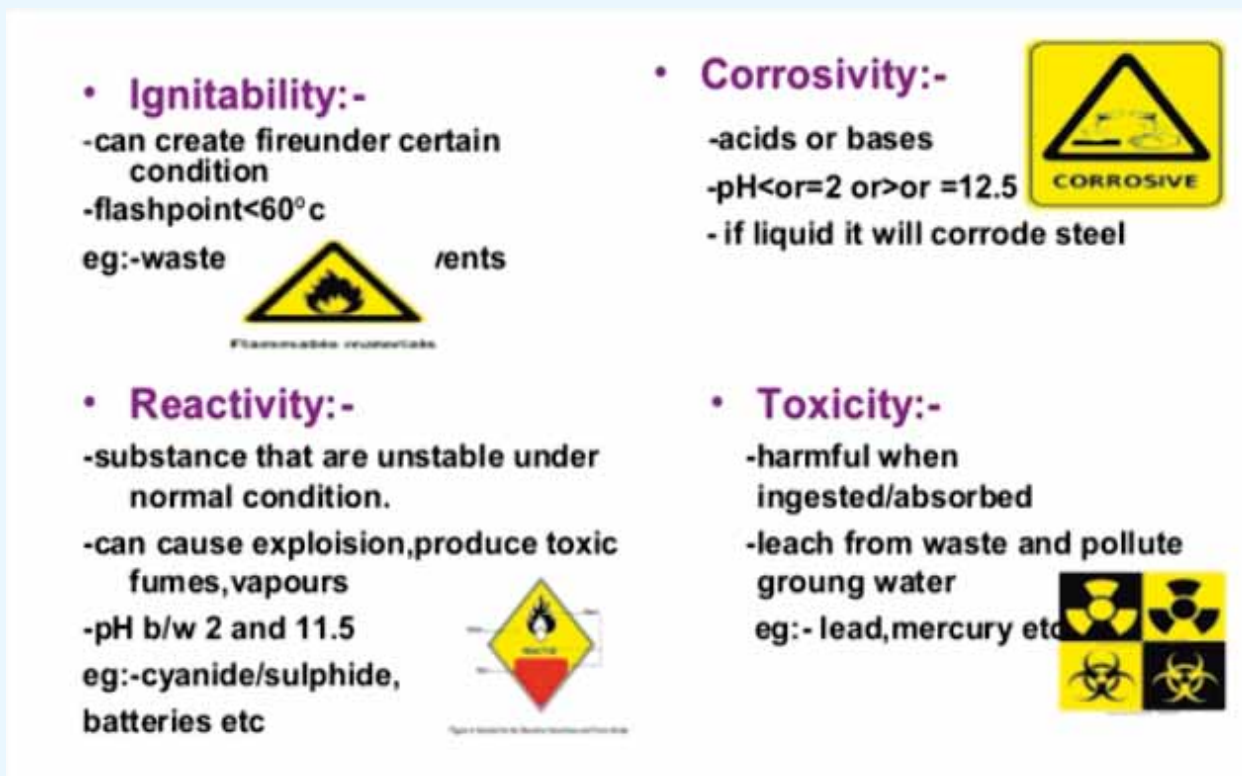 • Ignitability:-
-can create fireunder certain
condition
-flashpoint<60°c
eg:-waste vents
Flammable materials
• Corrosivity:-
-acids or bases
-pH<or=2 or>or =12.5
- if liquid it will corrode steel
CORROSIVE
• Reactivity:-
-substance that are unstable under
normal condition.
-can cause exploision,produce toxic
fumes,vapours
-pH b/w 2 and 11.5
eg:-cyanide/sulphide,
batteries etc
• Toxicity:-
-harmful when
ingested/absorbed
-leach from waste and pollute
groung water
eg:- lead,mercury etc